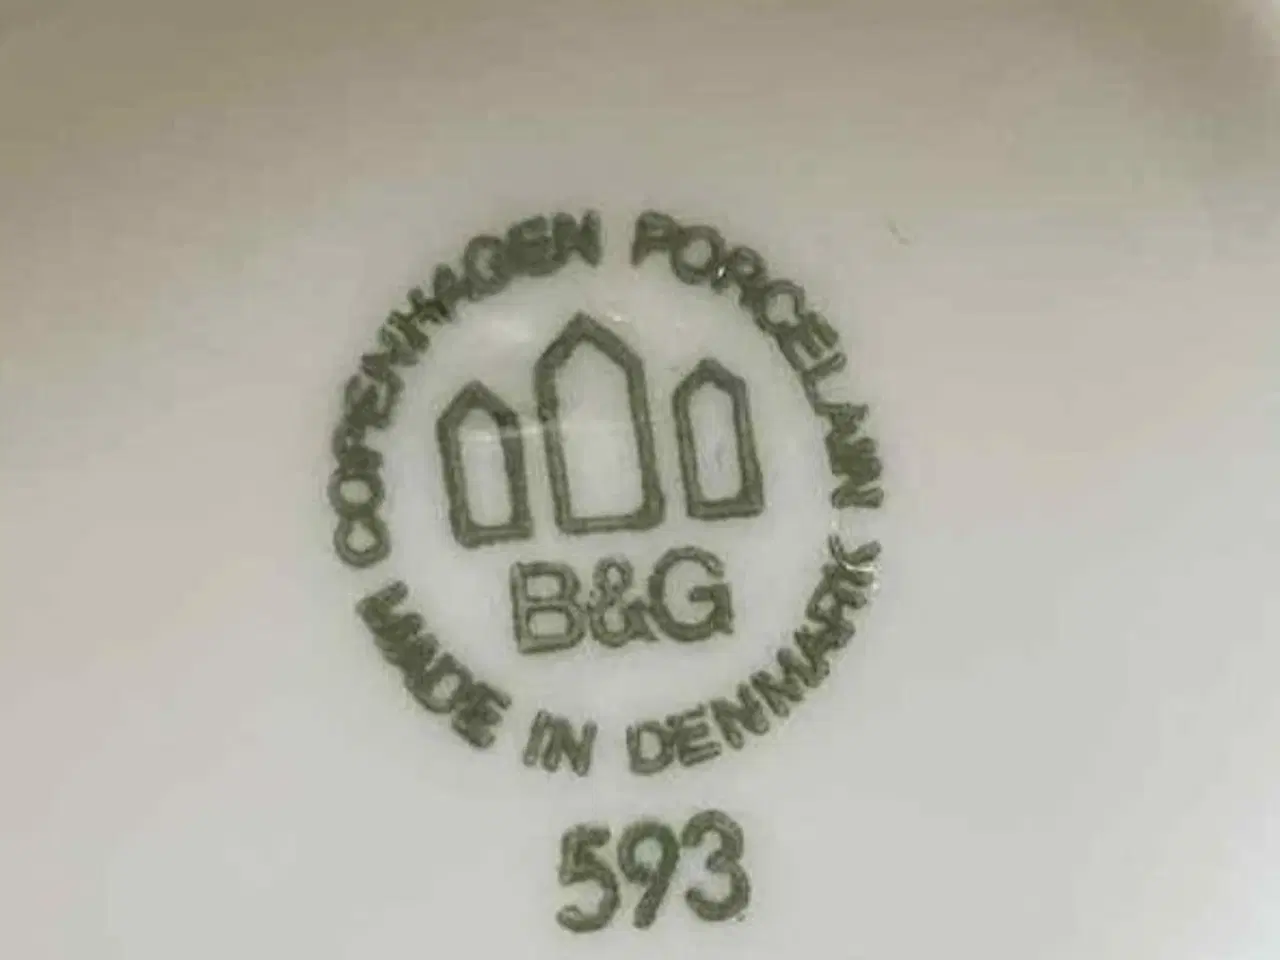 COPENHAGEN PORCELAIN
B&G
MADE IN DENMARK
593